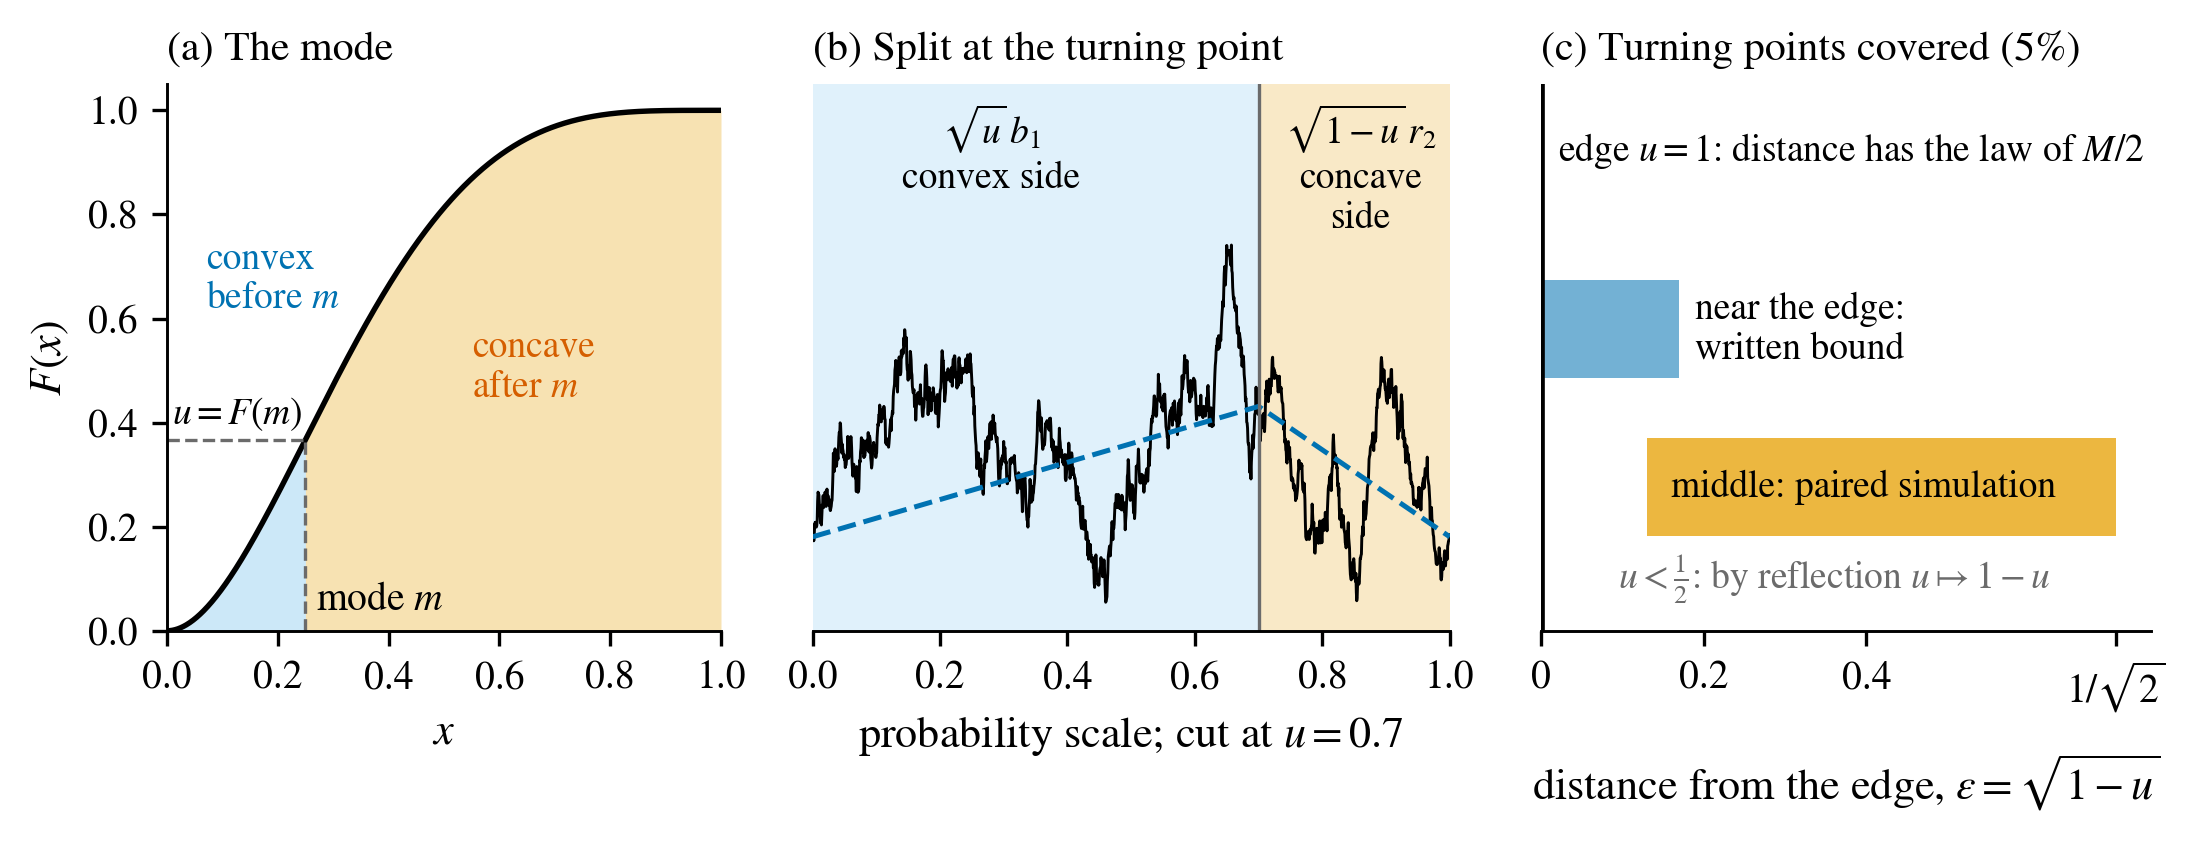 (a) The mode
F(x)
1.0
0.8
0.6
0.4
0.2
0.0
convex
before m
concave
after m
u = F(m)
mode m
0.0 0.2 0.4 0.6 0.8 1.0
x
(b) Split at the turning point
√u b₁
convex side
√(1 − u) r₂
concave
side
0.0 0.2 0.4 0.6 0.8 1.0
probability scale; cut at u = 0.7
(c) Turning points covered (5%)
edge u = 1: distance has the law of M/2
near the edge:
written bound
middle: paired simulation
u < 1/2: by reflection u ↦ 1 − u
0 0.2 0.4 1/√2
distance from the edge, ε = √(1 − u)